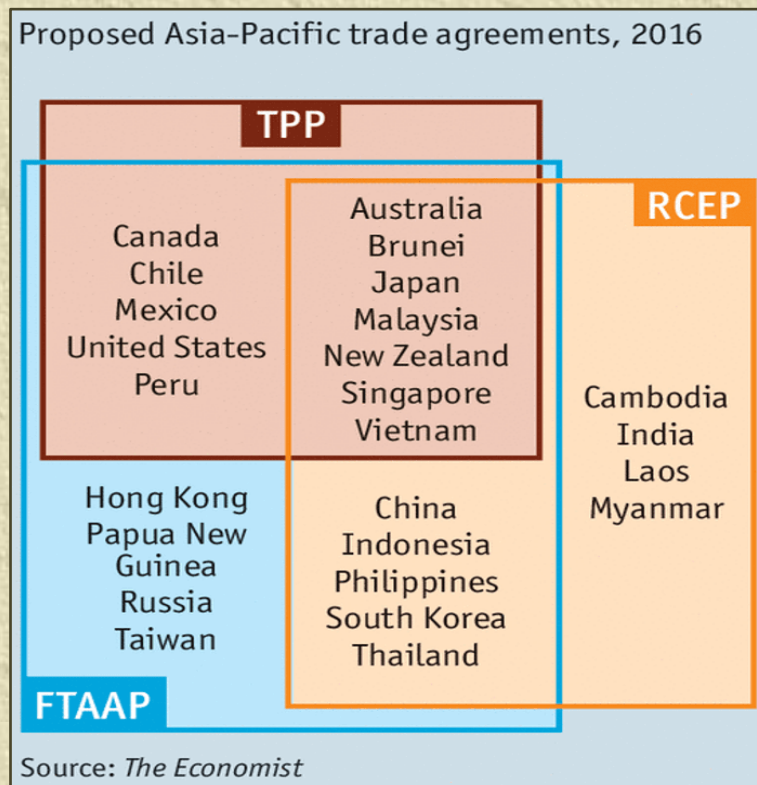 Proposed Asia-Pacific trade agreements, 2016
TPP
RCEP
Canada
Chile
Mexico
United States
Peru
Australia
Brunei
Japan
Malaysia
New Zealand
Singapore
Vietnam
Cambodia
India
Laos
Myanmar
Hong Kong
Papua New
Guinea
Russia
Taiwan
China
Indonesia
Philippines
South Korea
Thailand
FTAAP
Source: The Economist